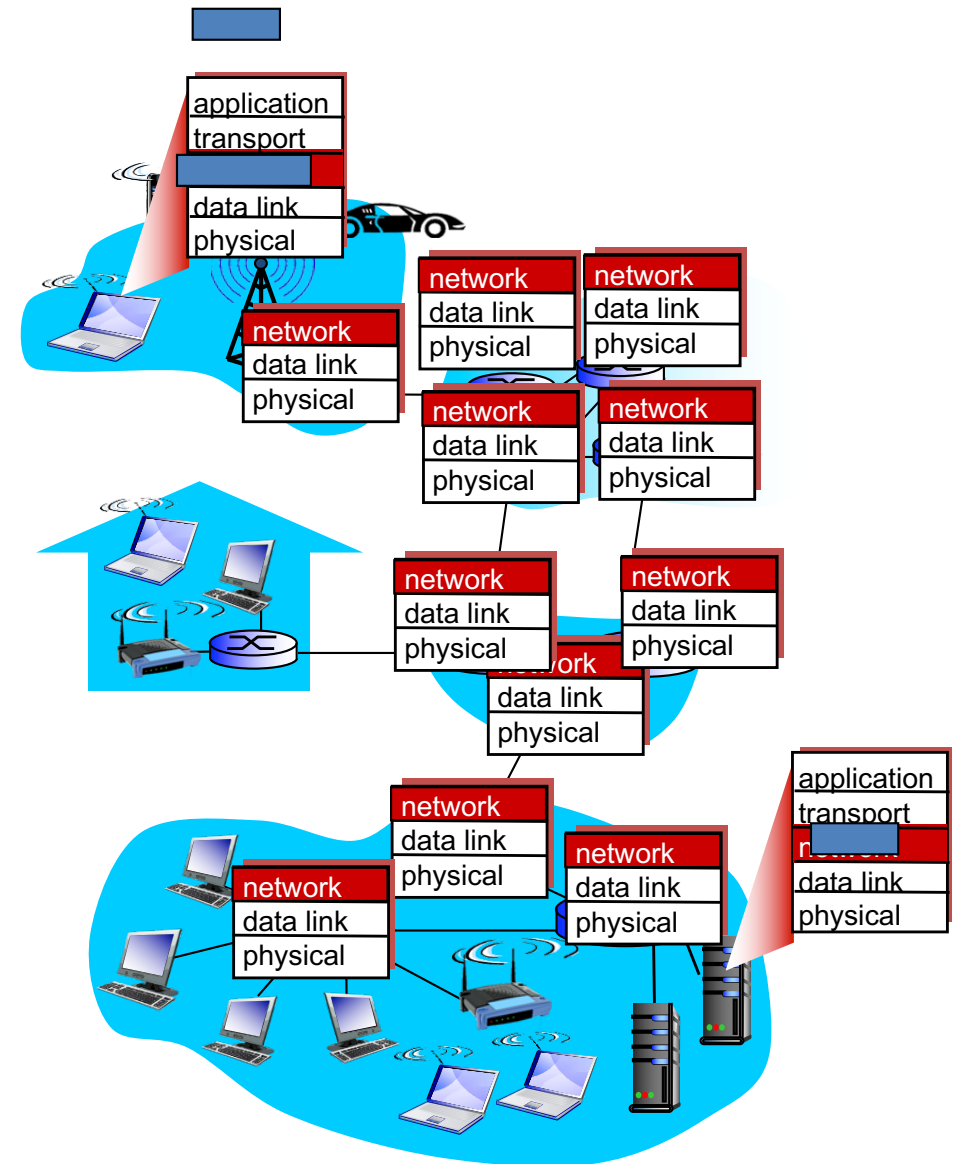 application
transport
data link
physical
network
data link
physical
network
data link
physical
network
data link
physical
network
data link
physical
network
data link
physical
network
data link
physical
network
data link
physical
network
data link
physical
application
transport
network
data link
physical
network
data link
physical
network
data link
physical
network
data link
physical